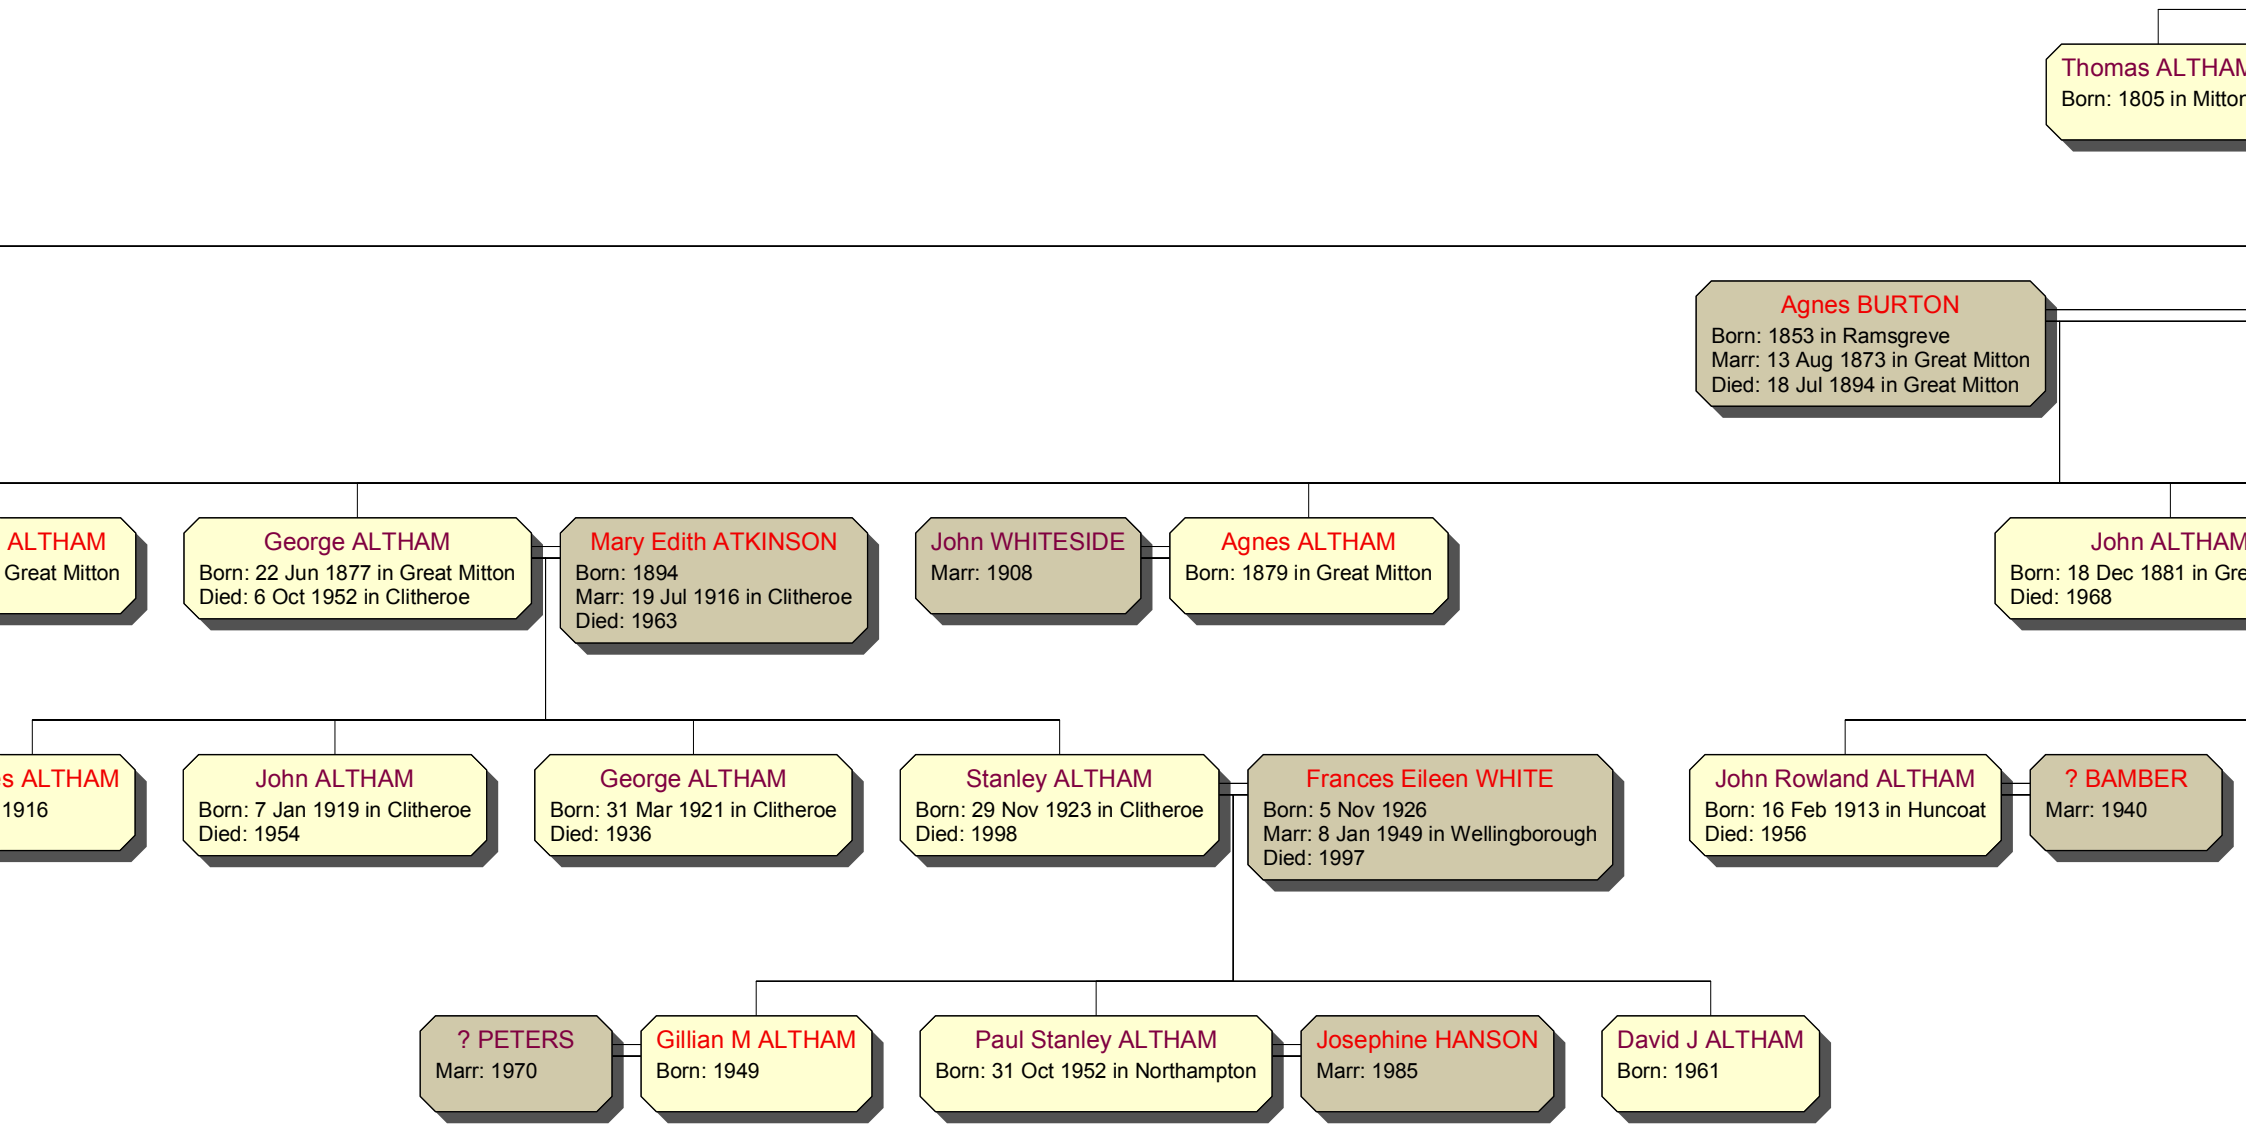 Thomas ALTHAM
Born: 1805 in Mitton
Agnes BURTON
Born: 1853 in Ramsgreve
Marr: 13 Aug 1873 in Great Mitton
Died: 18 Jul 1894 in Great Mitton
ALTHAM
Great Mitton
George ALTHAM
Born: 22 Jun 1877 in Great Mitton
Died: 6 Oct 1952 in Clitheroe
Mary Edith ATKINSON
Born: 1894
Marr: 19 Jul 1916 in Clitheroe
Died: 1963
John WHITESIDE
Marr: 1908
Agnes ALTHAM
Born: 1879 in Great Mitton
John ALTHAM
Born: 18 Dec 1881 in Gre
Died: 1968
s ALTHAM
1916
John ALTHAM
Born: 7 Jan 1919 in Clitheroe
Died: 1954
George ALTHAM
Born: 31 Mar 1921 in Clitheroe
Died: 1936
Stanley ALTHAM
Born: 29 Nov 1923 in Clitheroe
Died: 1998
Frances Eileen WHITE
Born: 5 Nov 1926
Marr: 8 Jan 1949 in Wellingborough
Died: 1997
John Rowland ALTHAM
Born: 16 Feb 1913 in Huncoat
Died: 1956
? BAMBER
Marr: 1940
? PETERS
Marr: 1970
Gillian M ALTHAM
Born: 1949
Paul Stanley ALTHAM
Born: 31 Oct 1952 in Northampton
Josephine HANSON
Marr: 1985
David J ALTHAM
Born: 1961